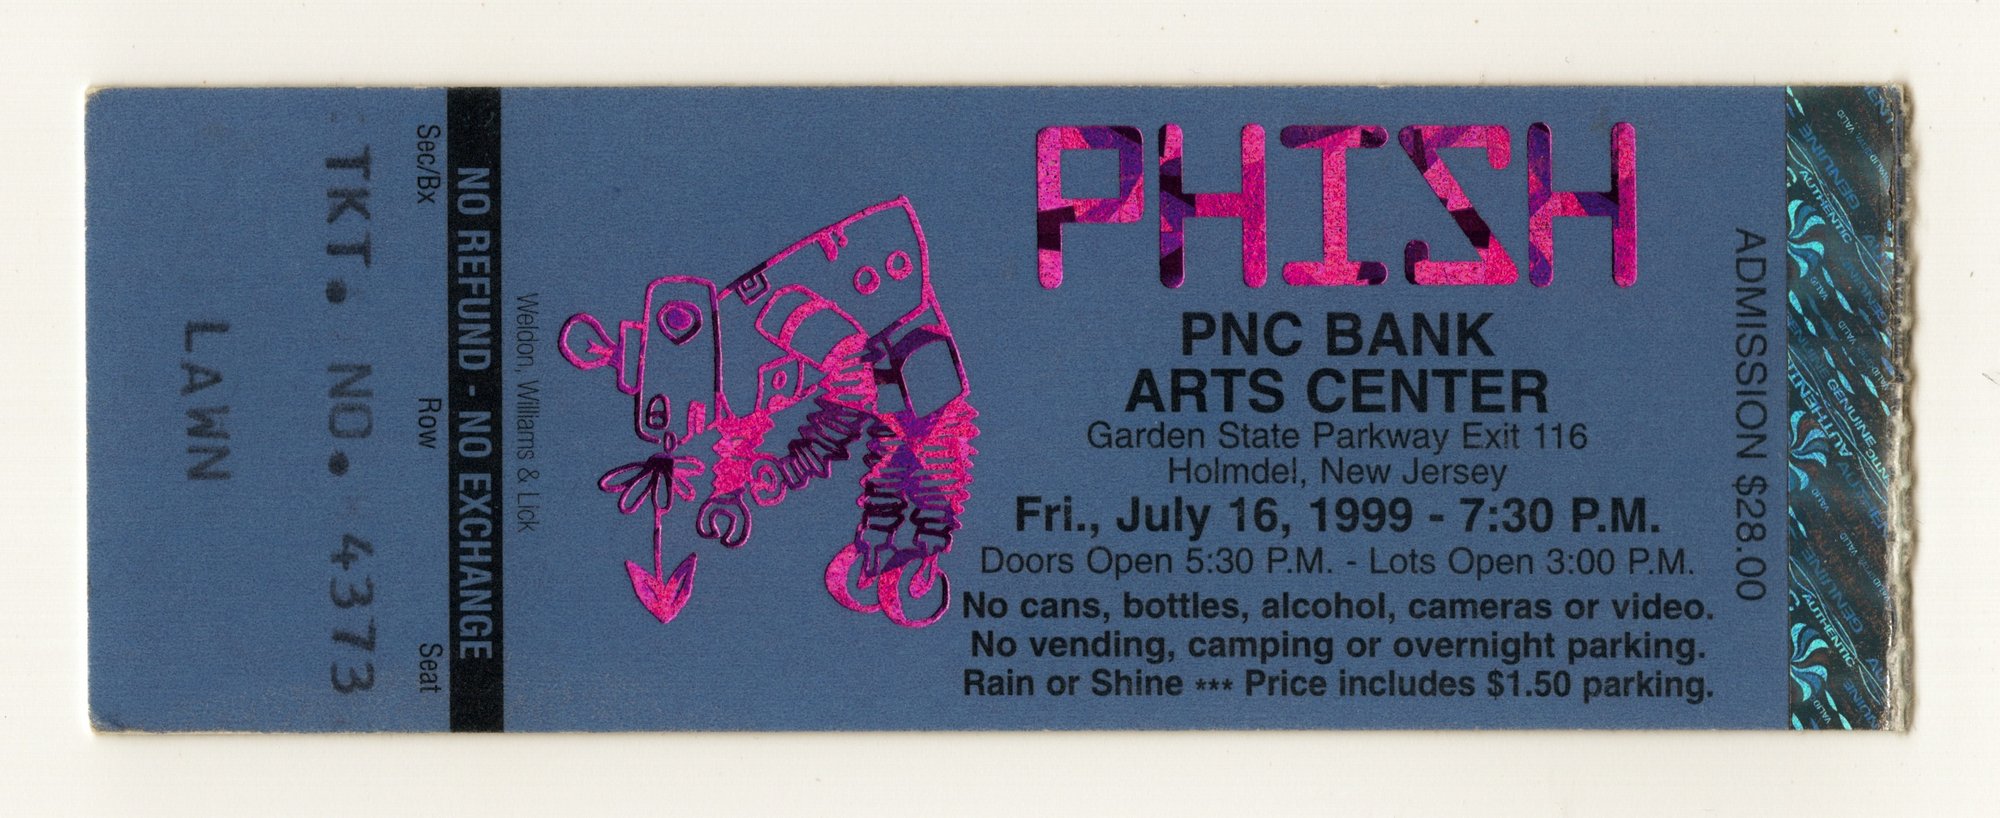 TKT. NO. 4373
LAWN
Sec/Bx Row Seat
NO REFUND - NO EXCHANGE
Weldon, Williams & Lick
PHISH
PNC BANK
ARTS CENTER
Garden State Parkway Exit 116
Holmdel, New Jersey
Fri., July 16, 1999 - 7:30 P.M.
Doors Open 5:30 P.M. - Lots Open 3:00 P.M.
No cans, bottles, alcohol, cameras or video.
No vending, camping or overnight parking.
Rain or Shine *** Price includes $1.50 parking.
ADMISSION $28.00
GENUINE
AUTHENTIC
VALID